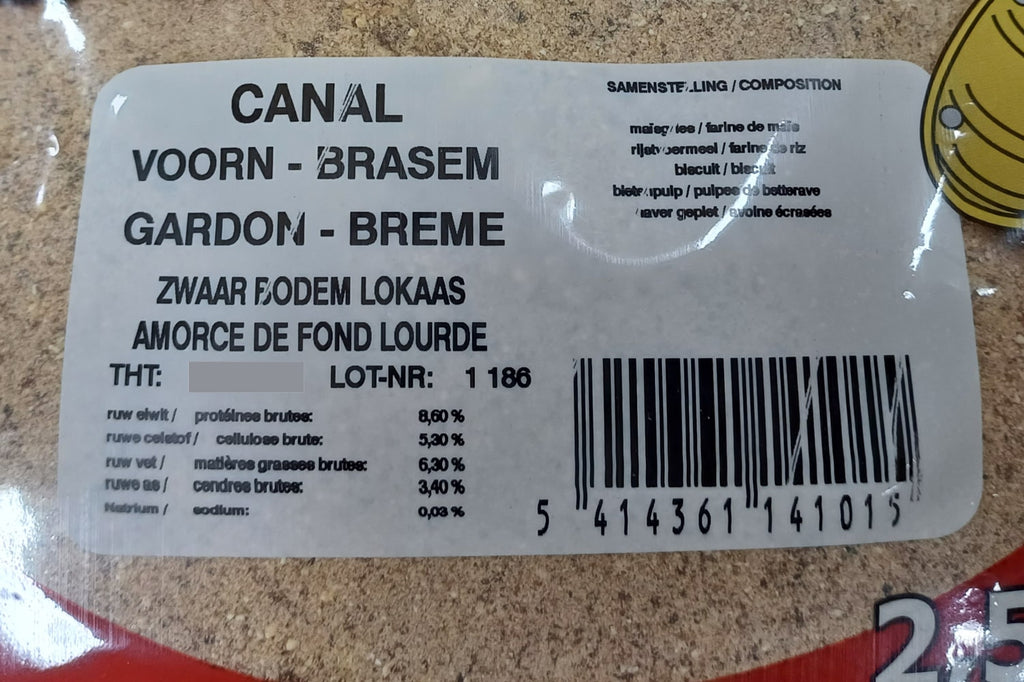 CANAL
VOORN - BRASEM
GARDON - BREME
ZWAAR BODEM LOKAAS
AMORCE DE FOND LOURDE
THT: LOT-NR: 1 186
ruw eiwit / protéines brutes: 8,60 %
ruwe celstof / cellulose brute: 5,30 %
ruw vet / matières grasses brutes: 6,30 %
ruwe as / cendres brutes: 3,40 %
Natrium / sodium: 0,03 %
SAMENSTELLING / COMPOSITION
/ farine de maïs
rijstvoermeel / farine de riz
biscuit / biscuit
bietenpulp / pulpes de betterave
haver geplet / avoine écrasées
5 414361 141015
2,5